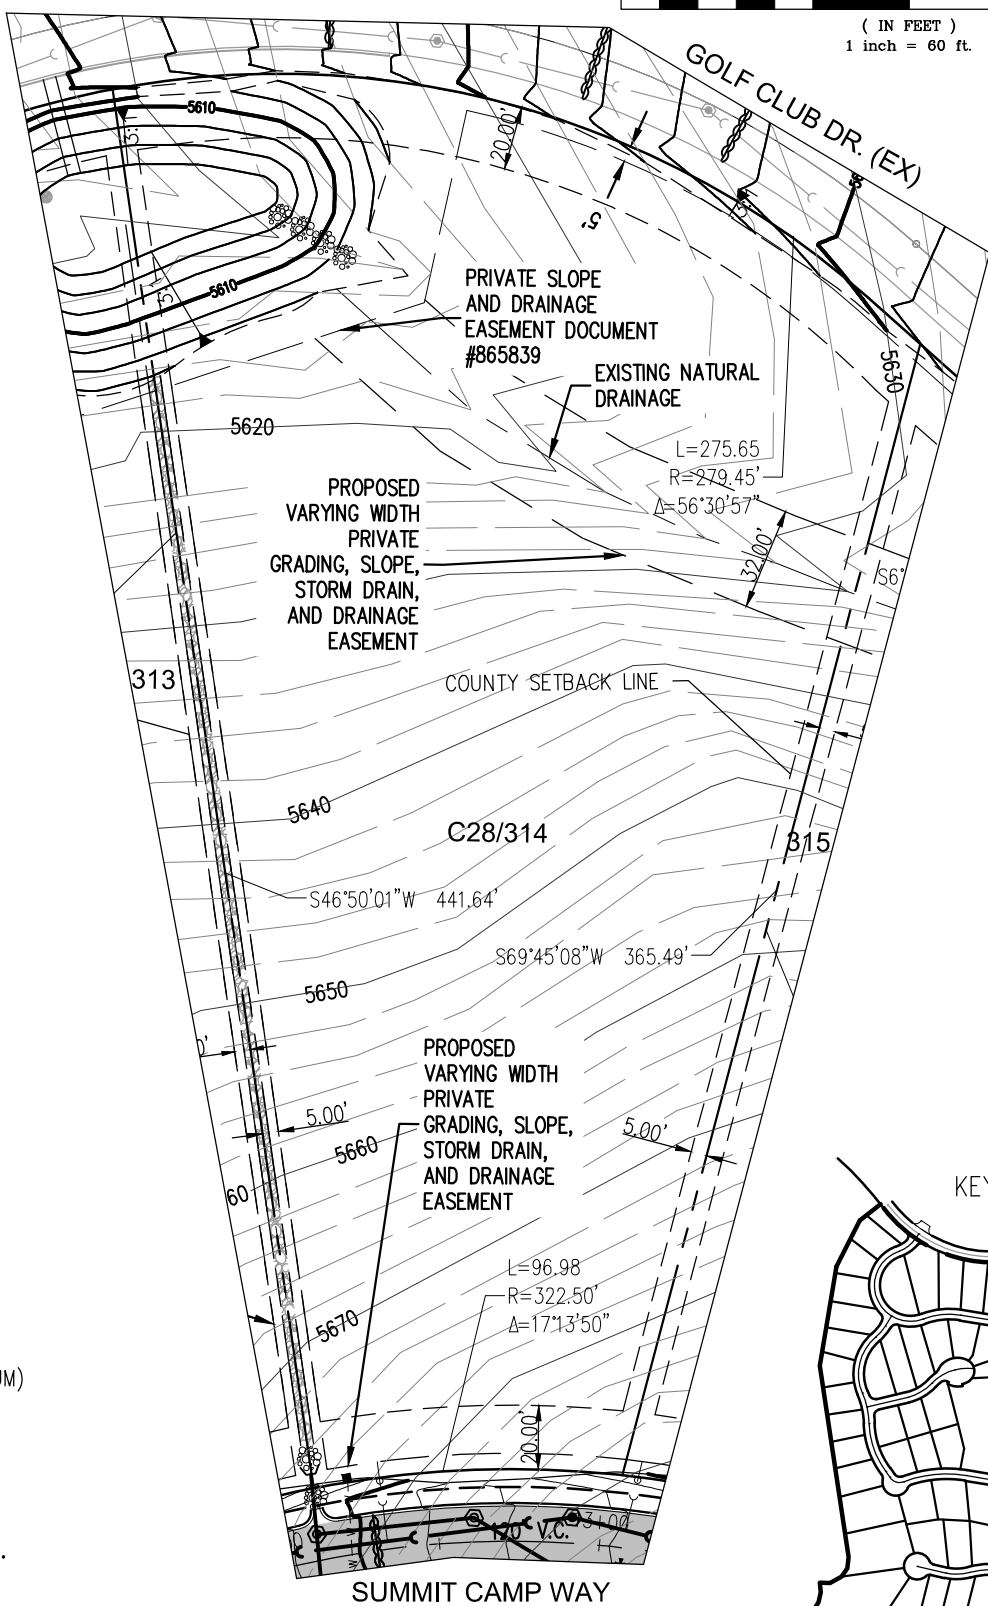 ( IN FEET )
1 inch = 60 ft.
GOLF CLUB DR. (EX)
5610
20.00'
5'
5610
PRIVATE SLOPE
AND DRAINAGE
EASEMENT DOCUMENT
#865839
EXISTING NATURAL
DRAINAGE
5630
5620
L=275.65
R=279.45'
Δ=56°30'57"
PROPOSED
VARYING WIDTH
PRIVATE
GRADING, SLOPE,
STORM DRAIN,
AND DRAINAGE
EASEMENT
32.00'
S6°
313
COUNTY SETBACK LINE
5640
C28/314
315
S46°50'01"W 441.64'
S69°45'08"W 365.49'
5650
PROPOSED
VARYING WIDTH
PRIVATE
GRADING, SLOPE,
STORM DRAIN,
AND DRAINAGE
EASEMENT
5.00'
5.00'
5660
60
KEY
L=96.98
R=322.50'
Δ=17°13'50"
5670
UM)
20.00'
V.C.
SUMMIT CAMP WAY